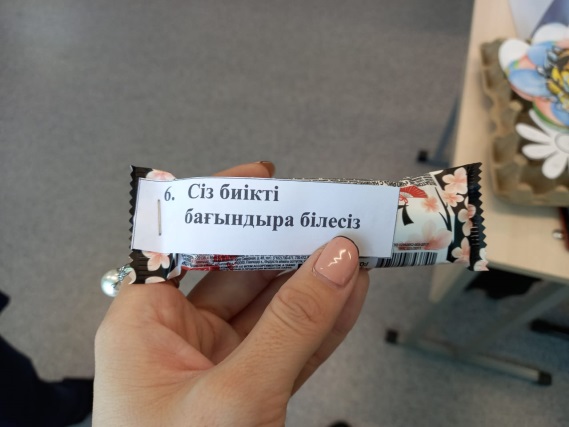 6. Сіз биікті
бағындыра білесіз